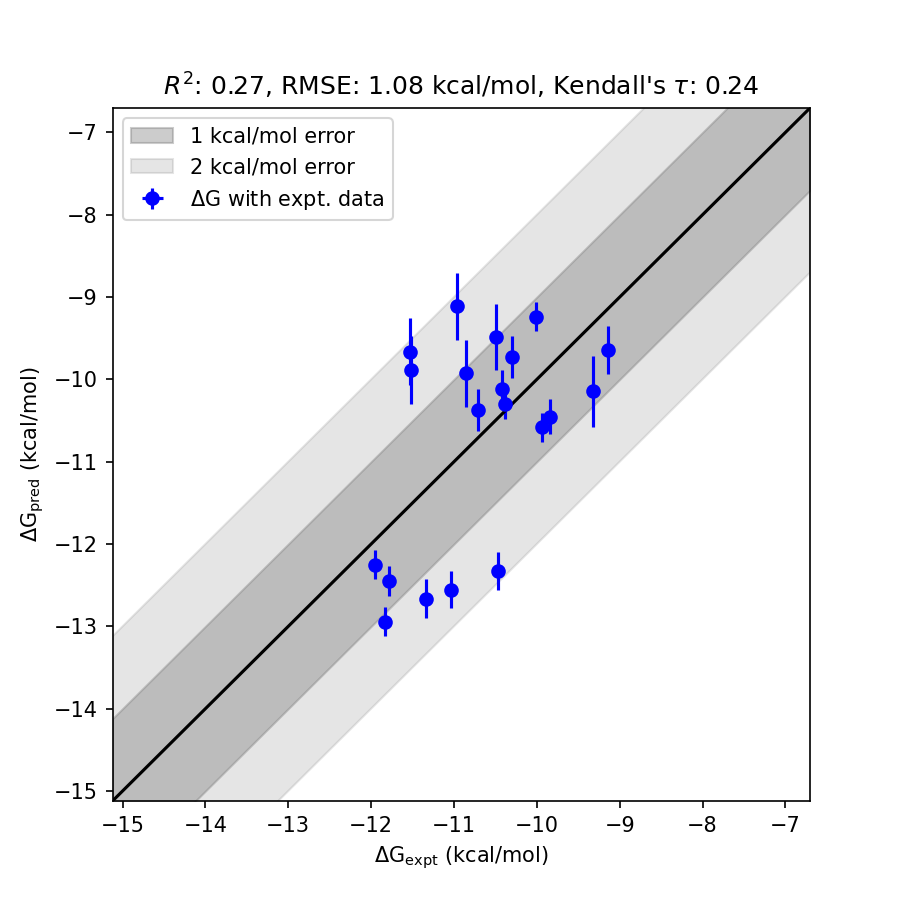 R²: 0.27, RMSE: 1.08 kcal/mol, Kendall's τ: 0.24
1 kcal/mol error
2 kcal/mol error
ΔG with expt. data
−7
−8
−9
−10
−11
−12
−13
−14
−15
ΔGpred (kcal/mol)
−15 −14 −13 −12 −11 −10 −9 −8 −7
ΔGexpt (kcal/mol)